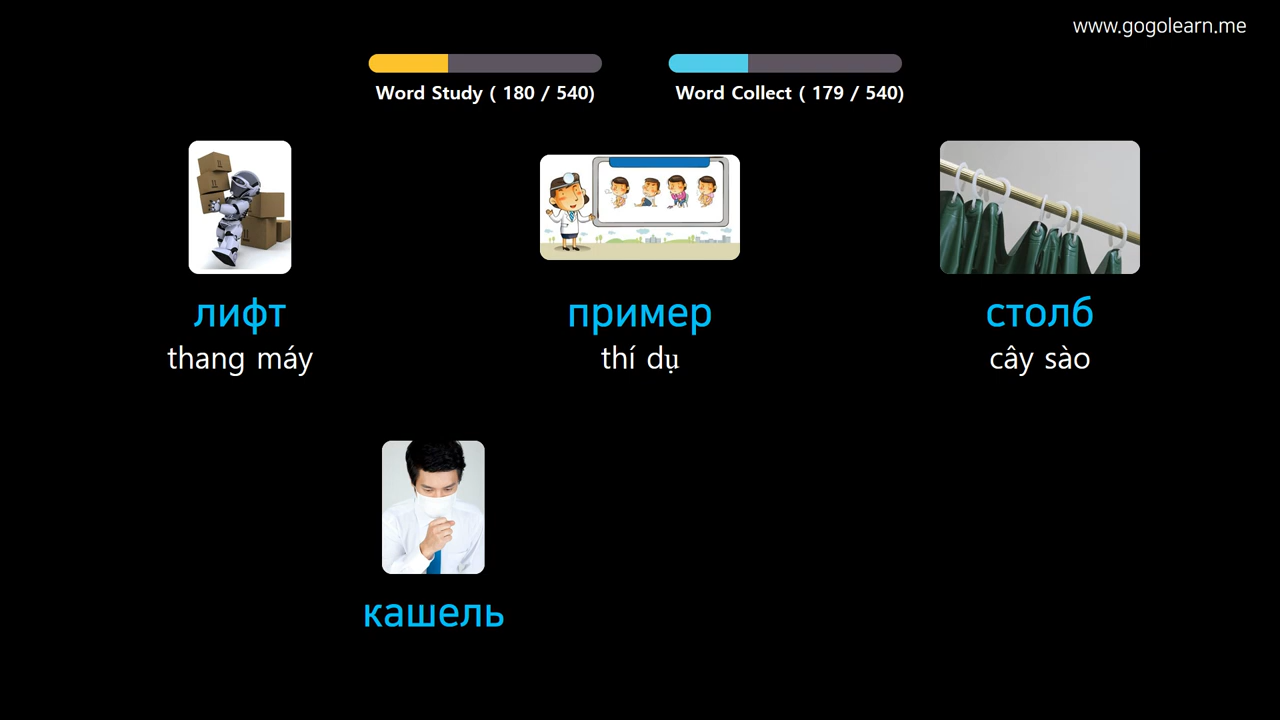 www.gogolearn.me
Word Study ( 180 / 540)
Word Collect ( 179 / 540)
лифт
thang máy
пример
thí dụ
столб
cây sào
кашель